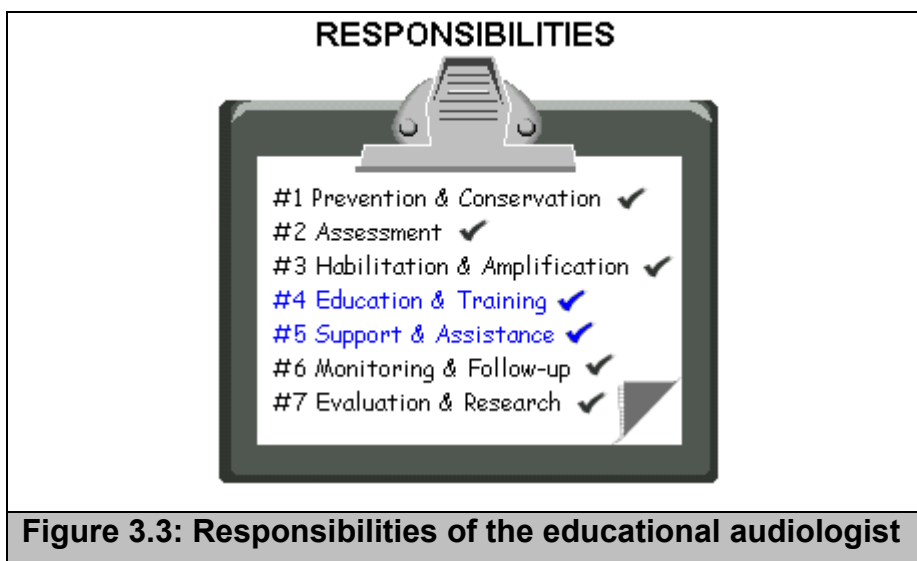 RESPONSIBILITIES
#1 Prevention & Conservation ✔
#2 Assessment ✔
#3 Habilitation & Amplification ✔
#4 Education & Training ✔
#5 Support & Assistance ✔
#6 Monitoring & Follow-up ✔
#7 Evaluation & Research ✔
Figure 3.3: Responsibilities of the educational audiologist